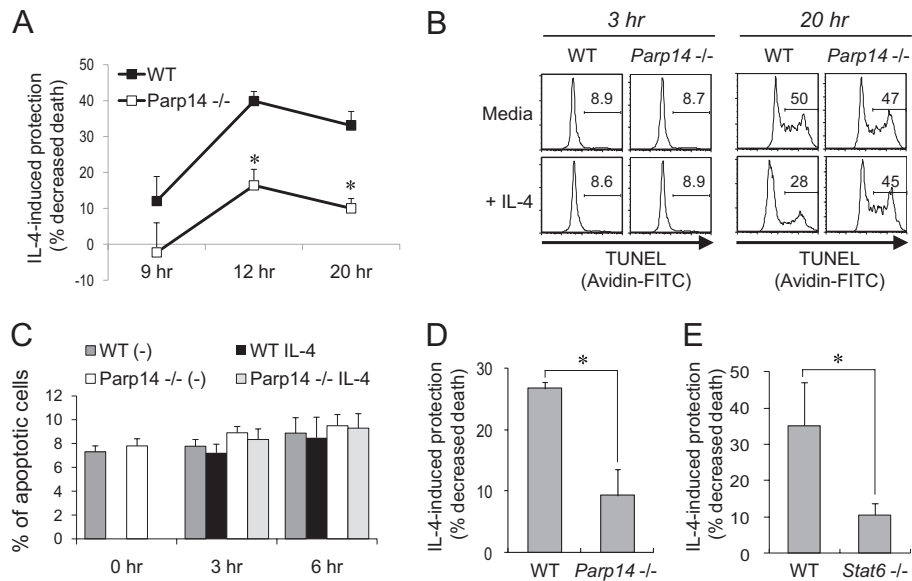 A
IL-4-induced protection
(% decreased death)
50
40
30
20
10
0
-10
WT
Parp14 -/-
*
*
9 hr
12 hr
20 hr
B
3 hr
20 hr
WT
Parp14 -/-
WT
Parp14 -/-
Media
8.9
8.7
50
47
+ IL-4
8.6
8.9
28
45
TUNEL
(Avidin-FITC)
TUNEL
(Avidin-FITC)
C
WT (-)
WT IL-4
Parp14 -/- (-)
Parp14 -/- IL-4
% of apoptotic cells
12
10
8
6
4
2
0
0 hr
3 hr
6 hr
D
IL-4-induced protection
(% decreased death)
30
20
10
0
*
WT
Parp14 -/-
E
IL-4-induced protection
(% decreased death)
50
40
30
20
10
0
*
WT
Stat6 -/-